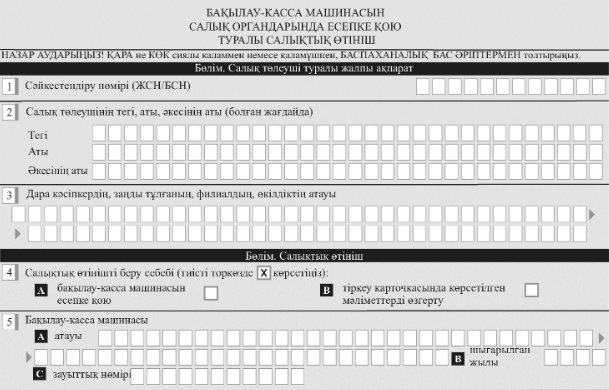 БАҚЫЛАУ-КАССА МАШИНАСЫН
САЛЫҚ ОРГАНДАРЫНДА ЕСЕПКЕ ҚОЮ
ТУРАЛЫ САЛЫҚТЫҚ ӨТІНІШ
НАЗАР АУДАРЫҢЫЗ! ҚАРА не КӨК сиялы қаламмен немесе қаламұшпен, БАСПАХАНАЛЫҚ БАС ӘРІПТЕРМЕН толтырыңыз.
Бөлім. Салық төлеуші туралы жалпы ақпарат
1 Сәйкестендіру нөмірі (ЖСН/БСН)
2 Салық төлеушінің тегі, аты, әкесінің аты (болған жағдайда)
Тегі
Аты
Әкесінің аты
3 Дара кәсіпкердің, заңды тұлғаның, филиалдың, өкілдіктің атауы
Бөлім. Салықтық өтініш
4 Салықтық өтінішті беру себебі (тиісті торкөзде X көрсетіңіз):
A бақылау-касса машинасын есепке қою
B тіркеу карточкасында көрсетілген мәліметтерді өзгерту
5 Бақылау-касса машинасы
A атауы
B шығарылған жылы
C зауыттық нөмірі